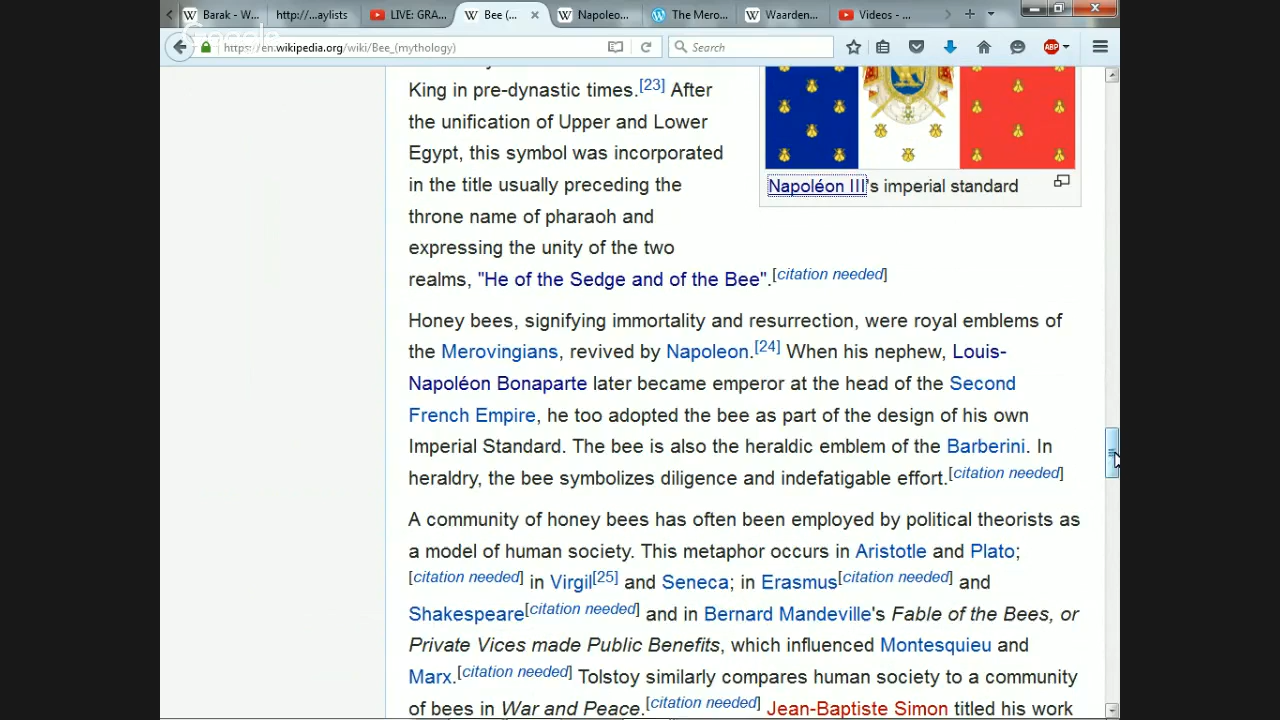 Barak - W...
http://...aylists
LIVE: GRA...
Bee (...
Napoleo...
The Mero...
Waarden...
Videos - ...
Google
https://en.wikipedia.org/wiki/Bee_(mythology)
Search
ABP
King in pre-dynastic times.[23] After
the unification of Upper and Lower
Egypt, this symbol was incorporated
in the title usually preceding the
throne name of pharaoh and
expressing the unity of the two
realms, "He of the Sedge and of the Bee".[citation needed]
Napoléon III's imperial standard
Honey bees, signifying immortality and resurrection, were royal emblems of
the Merovingians, revived by Napoleon.[24] When his nephew, Louis-
Napoléon Bonaparte later became emperor at the head of the Second
French Empire, he too adopted the bee as part of the design of his own
Imperial Standard. The bee is also the heraldic emblem of the Barberini. In
heraldry, the bee symbolizes diligence and indefatigable effort.[citation needed]
A community of honey bees has often been employed by political theorists as
a model of human society. This metaphor occurs in Aristotle and Plato;
[citation needed] in Virgil[25] and Seneca; in Erasmus[citation needed] and
Shakespeare[citation needed] and in Bernard Mandeville's Fable of the Bees, or
Private Vices made Public Benefits, which influenced Montesquieu and
Marx.[citation needed] Tolstoy similarly compares human society to a community
of bees in War and Peace.[citation needed] Jean-Baptiste Simon titled his work